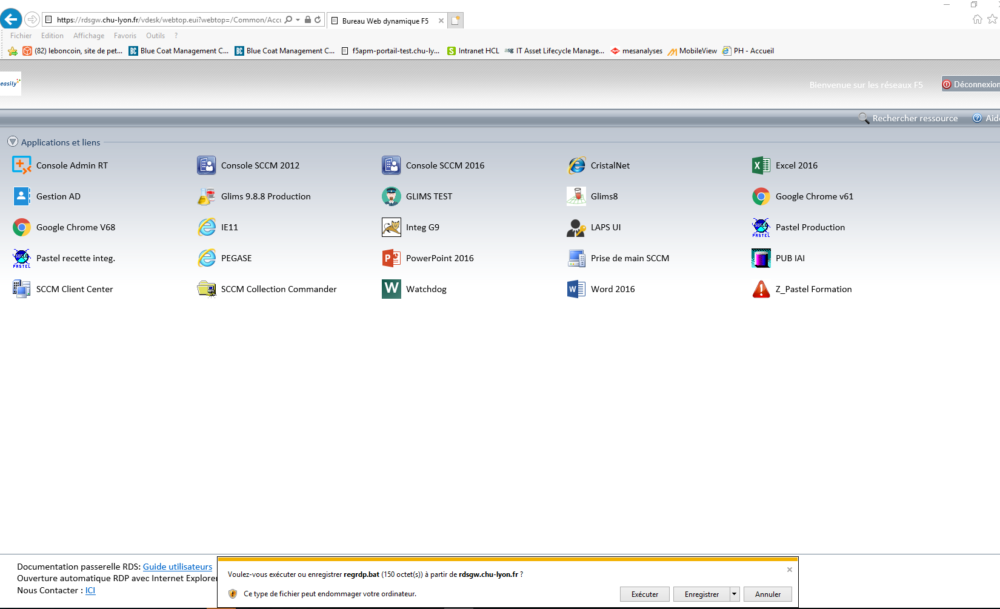 https://rdsgw.chu-lyon.fr/vdesk/webtop.eui?webtop=/Common/Acc
Bureau Web dynamique F5
Fichier Edition Affichage Favoris Outils ?
(82) leboncoin, site de pet... BC Blue Coat Management C... BC Blue Coat Management C... f5apm-portail-test.chu-ly... S Intranet HCL asg IT Asset Lifecycle Manage... mesanalyses MobileView PH - Accueil
easily
Bienvenue sur les réseaux F5
Déconnexion
Rechercher ressource
Applications et liens
Console Admin RT
Console SCCM 2012
Console SCCM 2016
CristalNet
Excel 2016
Gestion AD
Glims 9.8.8 Production
GLIMS TEST
Glims8
Google Chrome v61
Google Chrome V68
IE11
Integ G9
LAPS UI
Pastel Production
Pastel recette integ.
PEGASE
PowerPoint 2016
Prise de main SCCM
PUB IAI
SCCM Client Center
SCCM Collection Commander
Watchdog
Word 2016
Z_Pastel Formation
Documentation passerelle RDS: Guide utilisateurs
Ouverture automatique RDP avec Internet Explorer
Nous Contacter : ICI
Voulez-vous exécuter ou enregistrer regrdp.bat (150 octet(s)) à partir de rdsgw.chu-lyon.fr ?
Ce type de fichier peut endommager votre ordinateur.
Exécuter
Enregistrer
Annuler